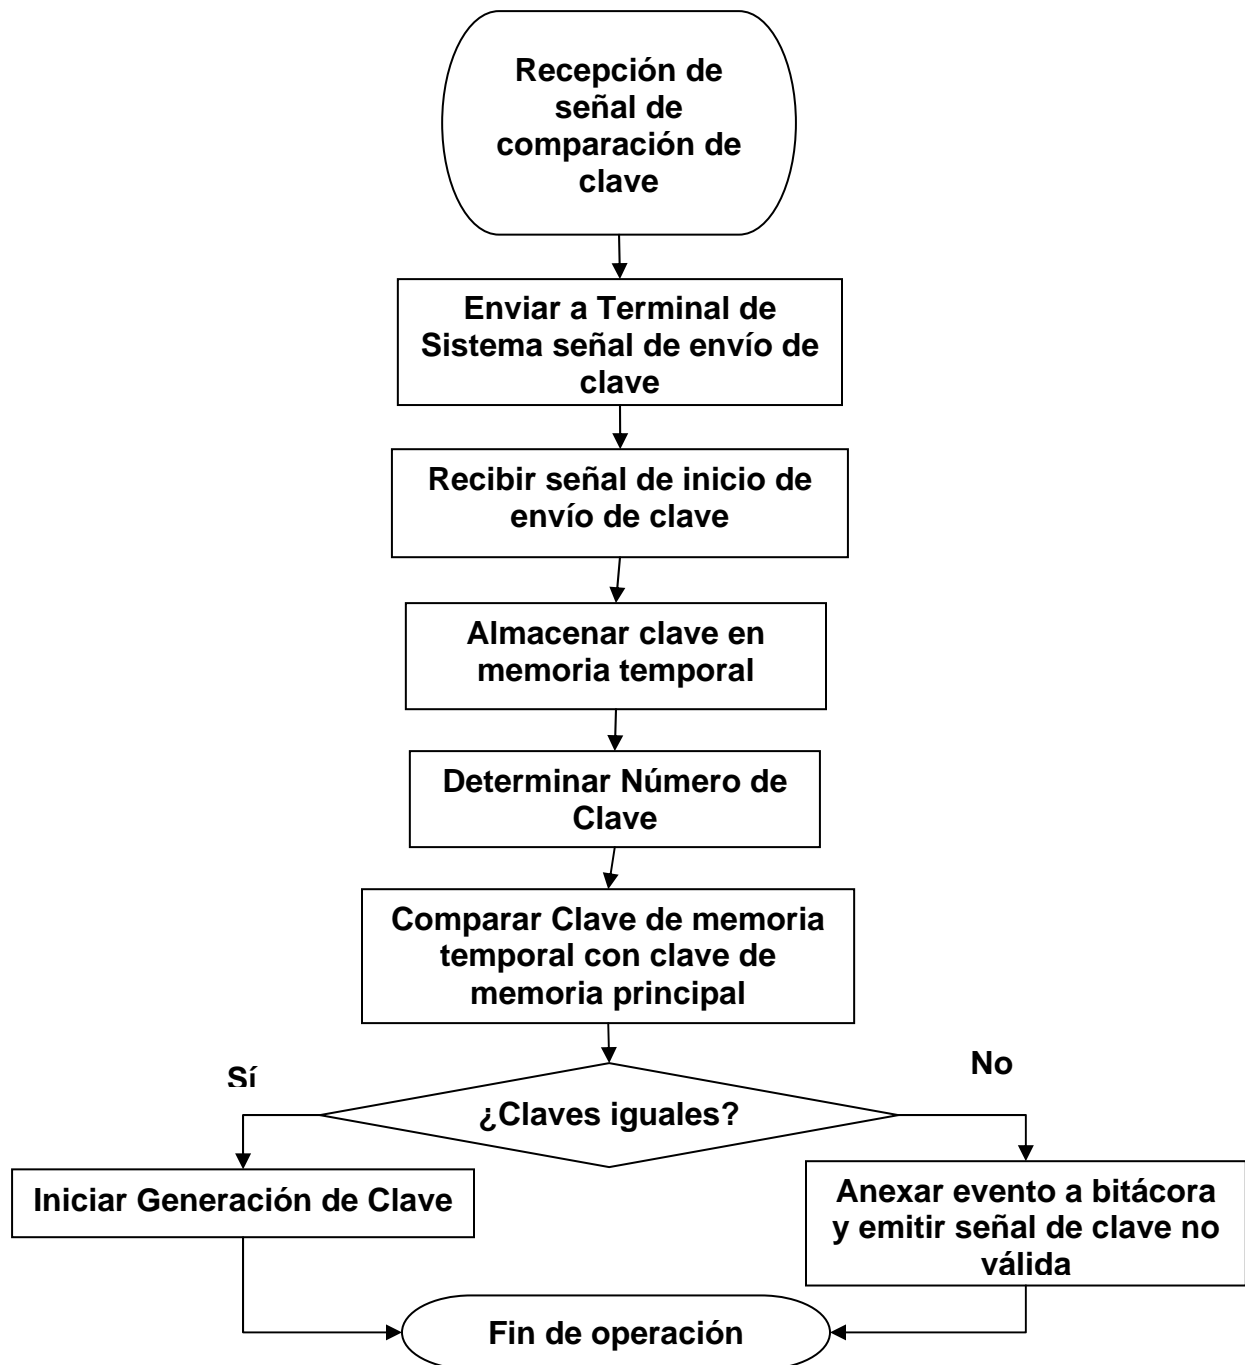 Recepción de
señal de
comparación de
clave
Enviar a Terminal de
Sistema señal de envío de
clave
Recibir señal de inicio de
envío de clave
Almacenar clave en
memoria temporal
Determinar Número de
Clave
Comparar Clave de memoria
temporal con clave de
memoria principal
Sí
No
¿Claves iguales?
Iniciar Generación de Clave
Anexar evento a bitácora
y emitir señal de clave no
válida
Fin de operación